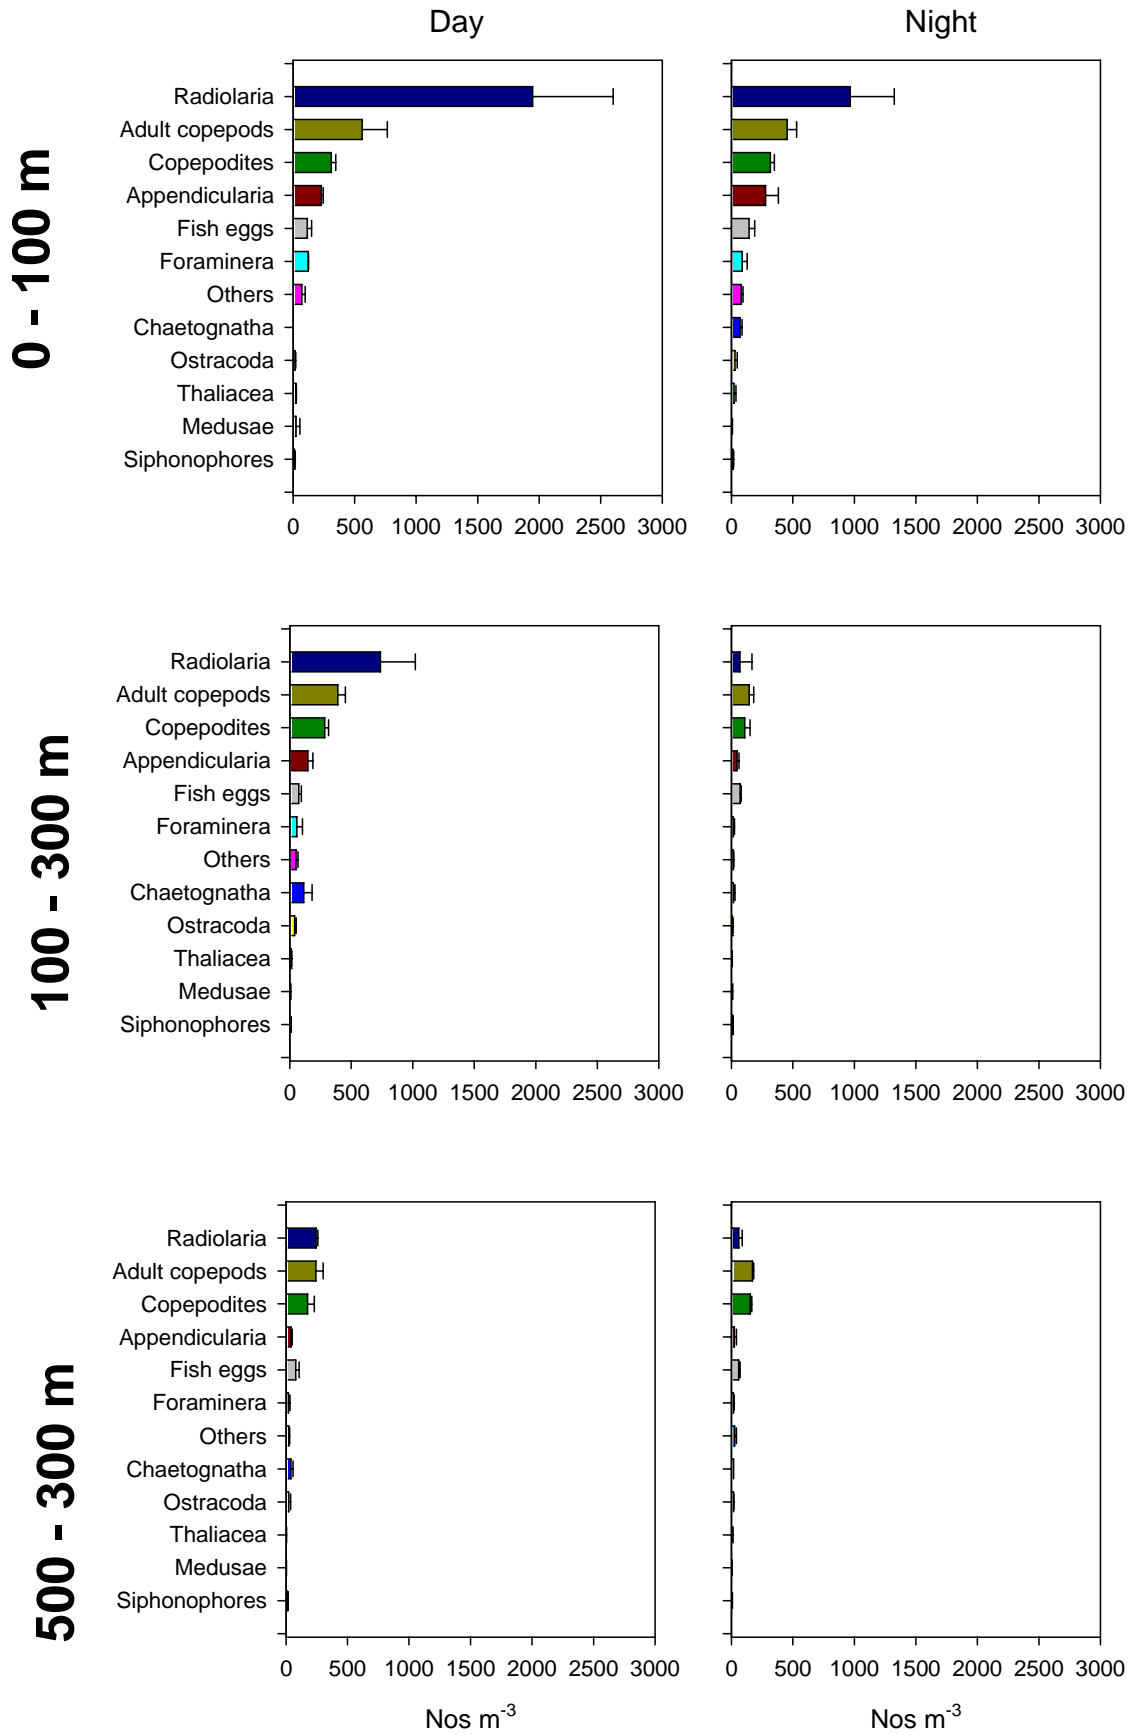 Day
Night
0 - 100 m
Radiolaria
Adult copepods
Copepodites
Appendicularia
Fish eggs
Foraminera
Others
Chaetognatha
Ostracoda
Thaliacea
Medusae
Siphonophores
0 500 1000 1500 2000 2500 3000
0 500 1000 1500 2000 2500 3000
100 - 300 m
Radiolaria
Adult copepods
Copepodites
Appendicularia
Fish eggs
Foraminera
Others
Chaetognatha
Ostracoda
Thaliacea
Medusae
Siphonophores
0 500 1000 1500 2000 2500 3000
0 500 1000 1500 2000 2500 3000
500 - 300 m
Radiolaria
Adult copepods
Copepodites
Appendicularia
Fish eggs
Foraminera
Others
Chaetognatha
Ostracoda
Thaliacea
Medusae
Siphonophores
0 500 1000 1500 2000 2500 3000
0 500 1000 1500 2000 2500 3000
Nos m⁻³
Nos m⁻³